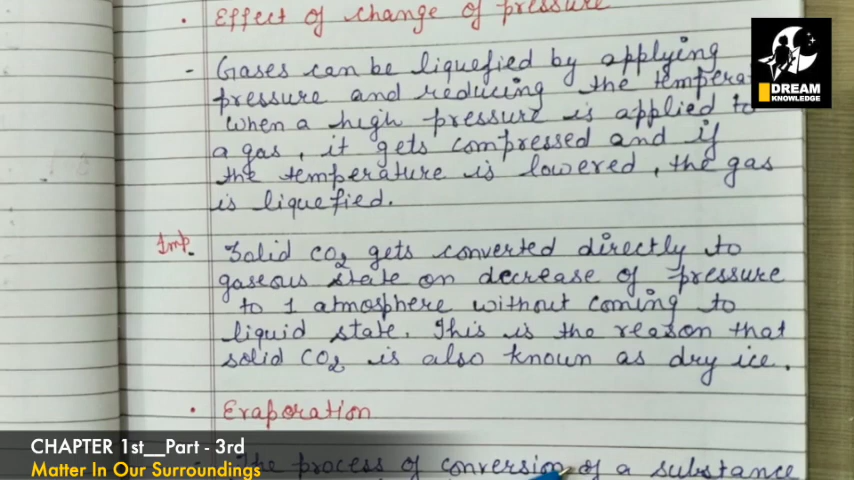 • Effect of change of pressure
- Gases can be liquefied by applying
pressure and reducing the temperat
When a high pressure is applied to
a gas, it gets compressed and if
the temperature is lowered, the gas
is liquefied.
Imp. Solid CO2 gets converted directly to
gaseous state on decrease of pressure
to 1 atmosphere without coming to
liquid state. This is the reason that
solid CO2 is also known as dry ice.
• Evaporation
The process of conversion of a substance
DREAM
KNOWLEDGE
CHAPTER 1st__Part - 3rd
Matter In Our Surroundings